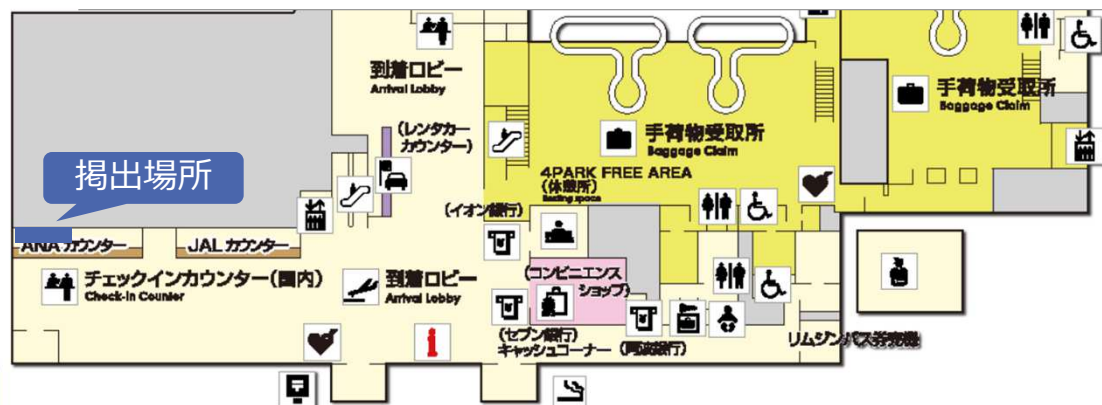 到着ロビー
Arrival Lobby
手荷物受取所
Baggage Claim
(レンタカー
カウンター)
手荷物受取所
Baggage Claim
掲出場所
4PARK FREE AREA
(休憩所)
Resting space
(イオン銀行)
ANA カウンター
JAL カウンター
チェックインカウンター(国内)
Check-in Counter
到着ロビー
Arrival Lobby
(コンビニエンス
ショップ)
(セブン銀行)
キャッシュコーナー
(阿波銀行)
リムジンバス券売機